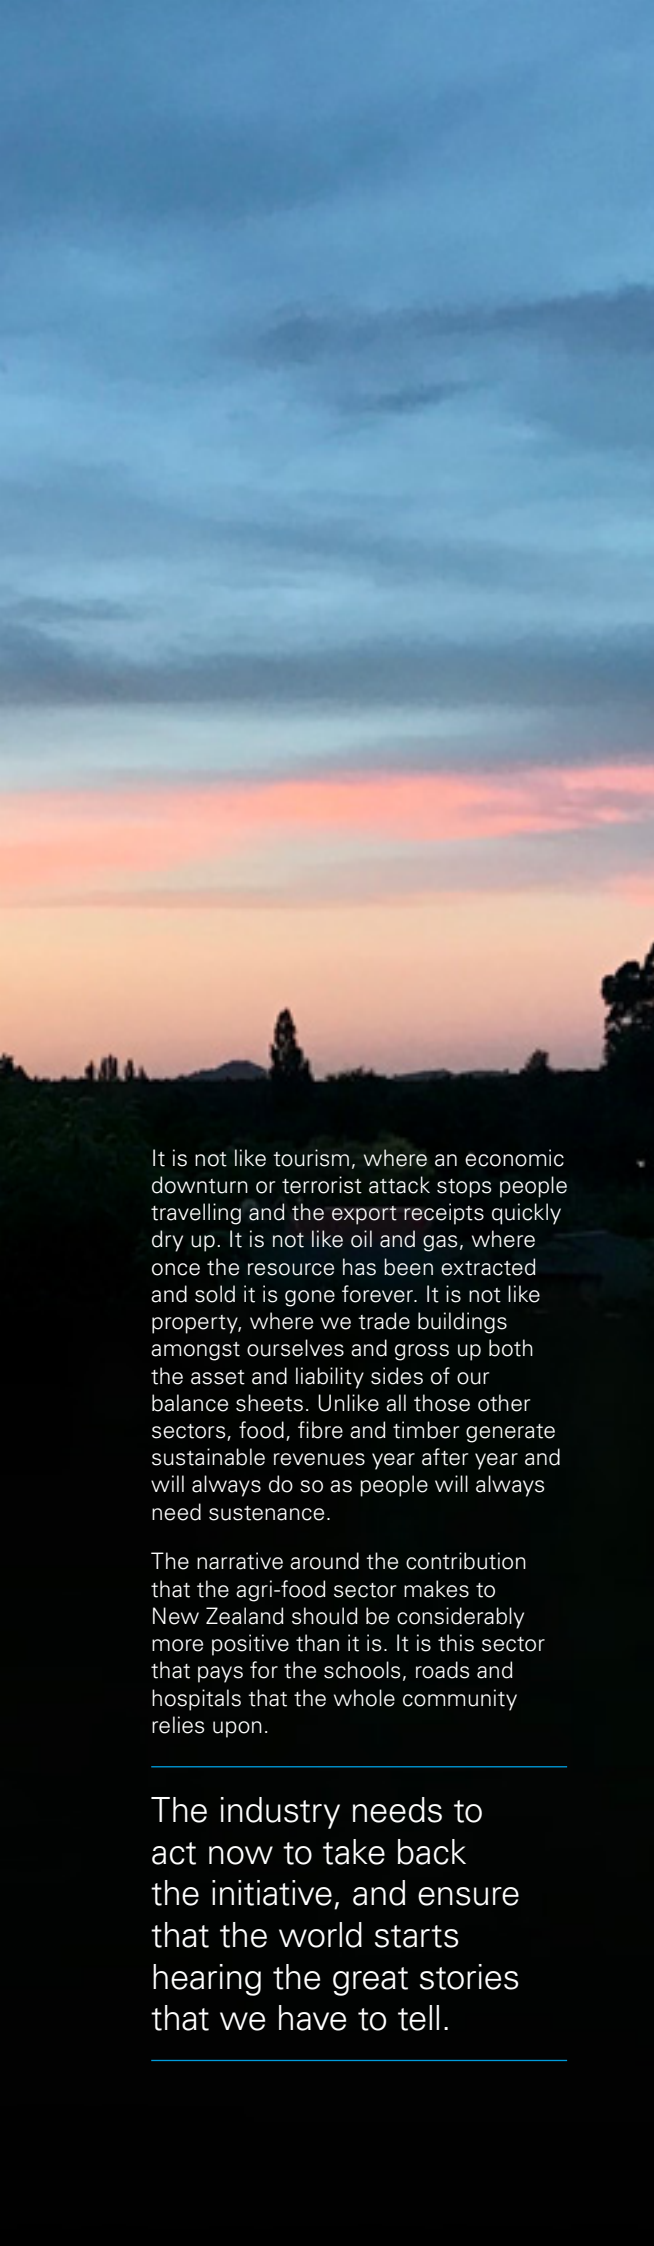 It is not like tourism, where an economic
downturn or terrorist attack stops people
travelling and the export receipts quickly
dry up. It is not like oil and gas, where
once the resource has been extracted
and sold it is gone forever. It is not like
property, where we trade buildings
amongst ourselves and gross up both
the asset and liability sides of our
balance sheets. Unlike all those other
sectors, food, fibre and timber generate
sustainable revenues year after year and
will always do so as people will always
need sustenance.
The narrative around the contribution
that the agri-food sector makes to
New Zealand should be considerably
more positive than it is. It is this sector
that pays for the schools, roads and
hospitals that the whole community
relies upon.
The industry needs to
act now to take back
the initiative, and ensure
that the world starts
hearing the great stories
that we have to tell.